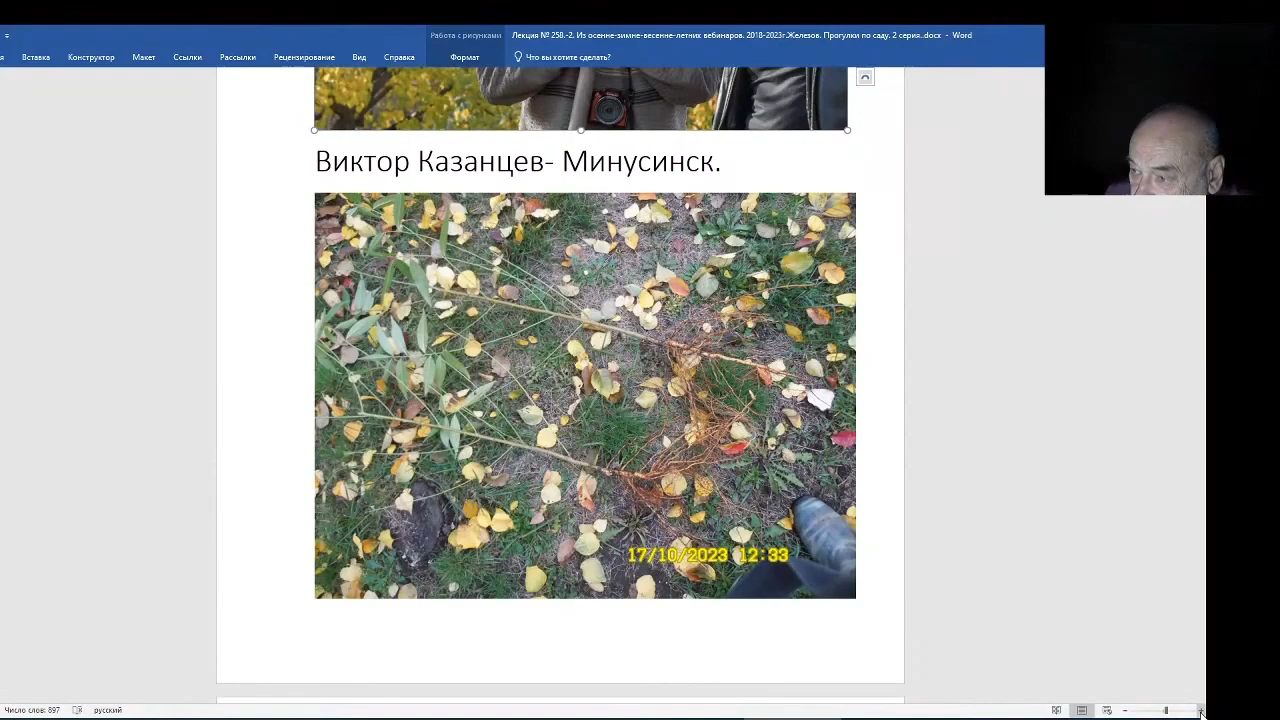 Работа с рисунками
Лекция № 258.-2. Из осенне-зимне-весенне-летних вебинаров. 2018-2023г.Железов. Прогулки по саду. 2 серия..docx - Word
Вставка Конструктор Макет Ссылки Рассылки Рецензирование Вид Справка Формат Что вы хотите сделать?
Виктор Казанцев- Минусинск.
17/10/2023 12:33
Число слов: 897 русский